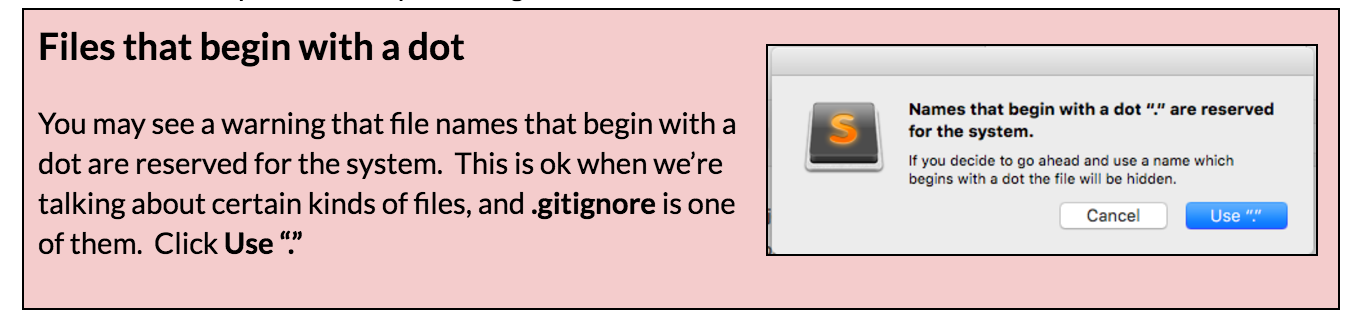 Files that begin with a dot
You may see a warning that file names that begin with a
dot are reserved for the system.  This is ok when we’re
talking about certain kinds of files, and .gitignore is one
of them.  Click Use “.”
S
Names that begin with a dot “.” are reserved
for the system.
If you decide to go ahead and use a name which
begins with a dot the file will be hidden.
Cancel
Use “.”